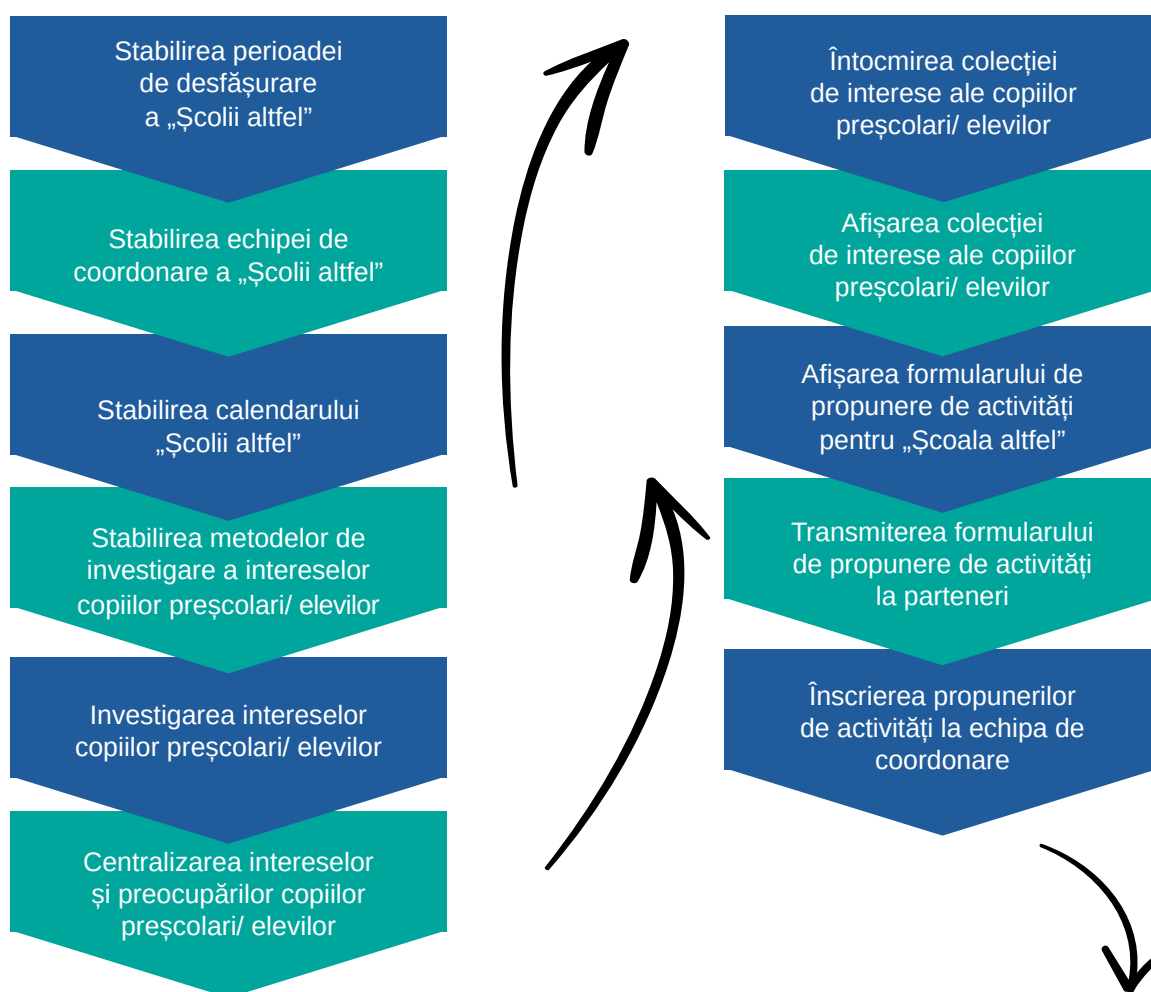 Stabilirea perioadei
de desfășurare
a „Școlii altfel”
Stabilirea echipei de
coordonare a „Școlii altfel”
Stabilirea calendarului
„Școlii altfel”
Stabilirea metodelor de
investigare a intereselor
copiilor preșcolari/ elevilor
Investigarea intereselor
copiilor preșcolari/ elevilor
Centralizarea intereselor
și preocupărilor copiilor
preșcolari/ elevilor
Întocmirea colecției
de interese ale copiilor
preșcolari/ elevilor
Afișarea colecției
de interese ale copiilor
preșcolari/ elevilor
Afișarea formularului de
propunere de activități
pentru „Școala altfel”
Transmiterea formularului
de propunere de activități
la parteneri
Înscrierea propunerilor
de activități la echipa de
coordonare